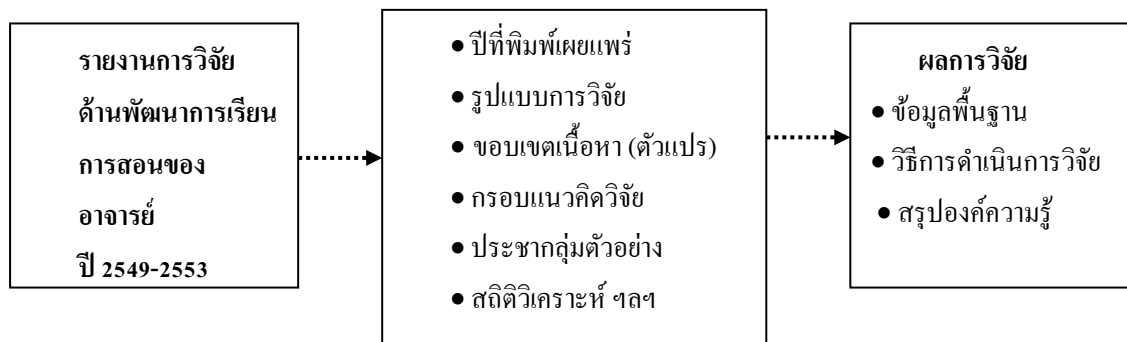 รายงานการวิจัย
ด้านพัฒนาการเรียน
การสอนของ
อาจารย์
ปี 2549-2553
● ปีที่พิมพ์เผยแพร่
● รูปแบบการวิจัย
● ขอบเขตเนื้อหา (ตัวแปร)
● กรอบแนวคิดวิจัย
● ประชากลุ่มตัวอย่าง
● สถิติวิเคราะห์ ฯลฯ
ผลการวิจัย
● ข้อมูลพื้นฐาน
● วิธีการดำเนินการวิจัย
● สรุปองค์ความรู้